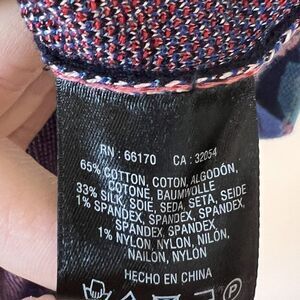 RN : 66170 CA : 32054
65% COTTON, COTON, ALGODÓN,
COTONE, BAUMWOLLE
33% SILK, SOIE, SEDA, SETA, SEIDE
1% SPANDEX, SPANDEX, SPANDEX,
SPANDEX, SPANDEX
1% NYLON, NYLON, NILÓN,
NAILON, NYLON
HECHO EN CHINA
P